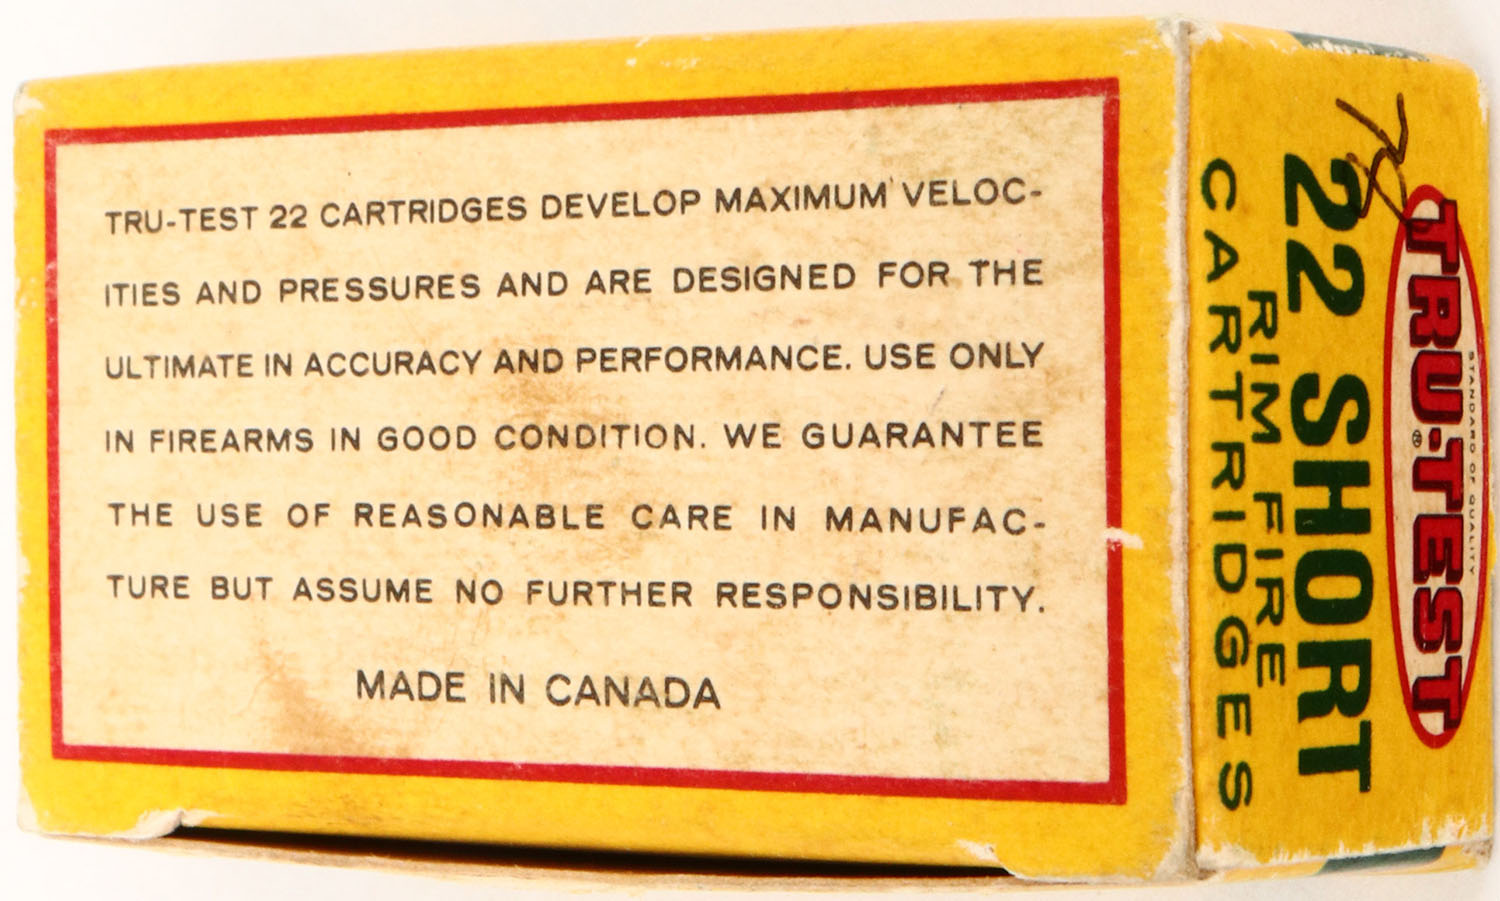 TRU-TEST 22 CARTRIDGES DEVELOP MAXIMUM VELOC-
ITIES AND PRESSURES AND ARE DESIGNED FOR THE
ULTIMATE IN ACCURACY AND PERFORMANCE. USE ONLY
IN FIREARMS IN GOOD CONDITION. WE GUARANTEE
THE USE OF REASONABLE CARE IN MANUFAC-
TURE BUT ASSUME NO FURTHER RESPONSIBILITY.
MADE IN CANADA
STANDARD OF QUALITY
TRU-TEST®
22 SHORT
RIM FIRE
CARTRIDGES